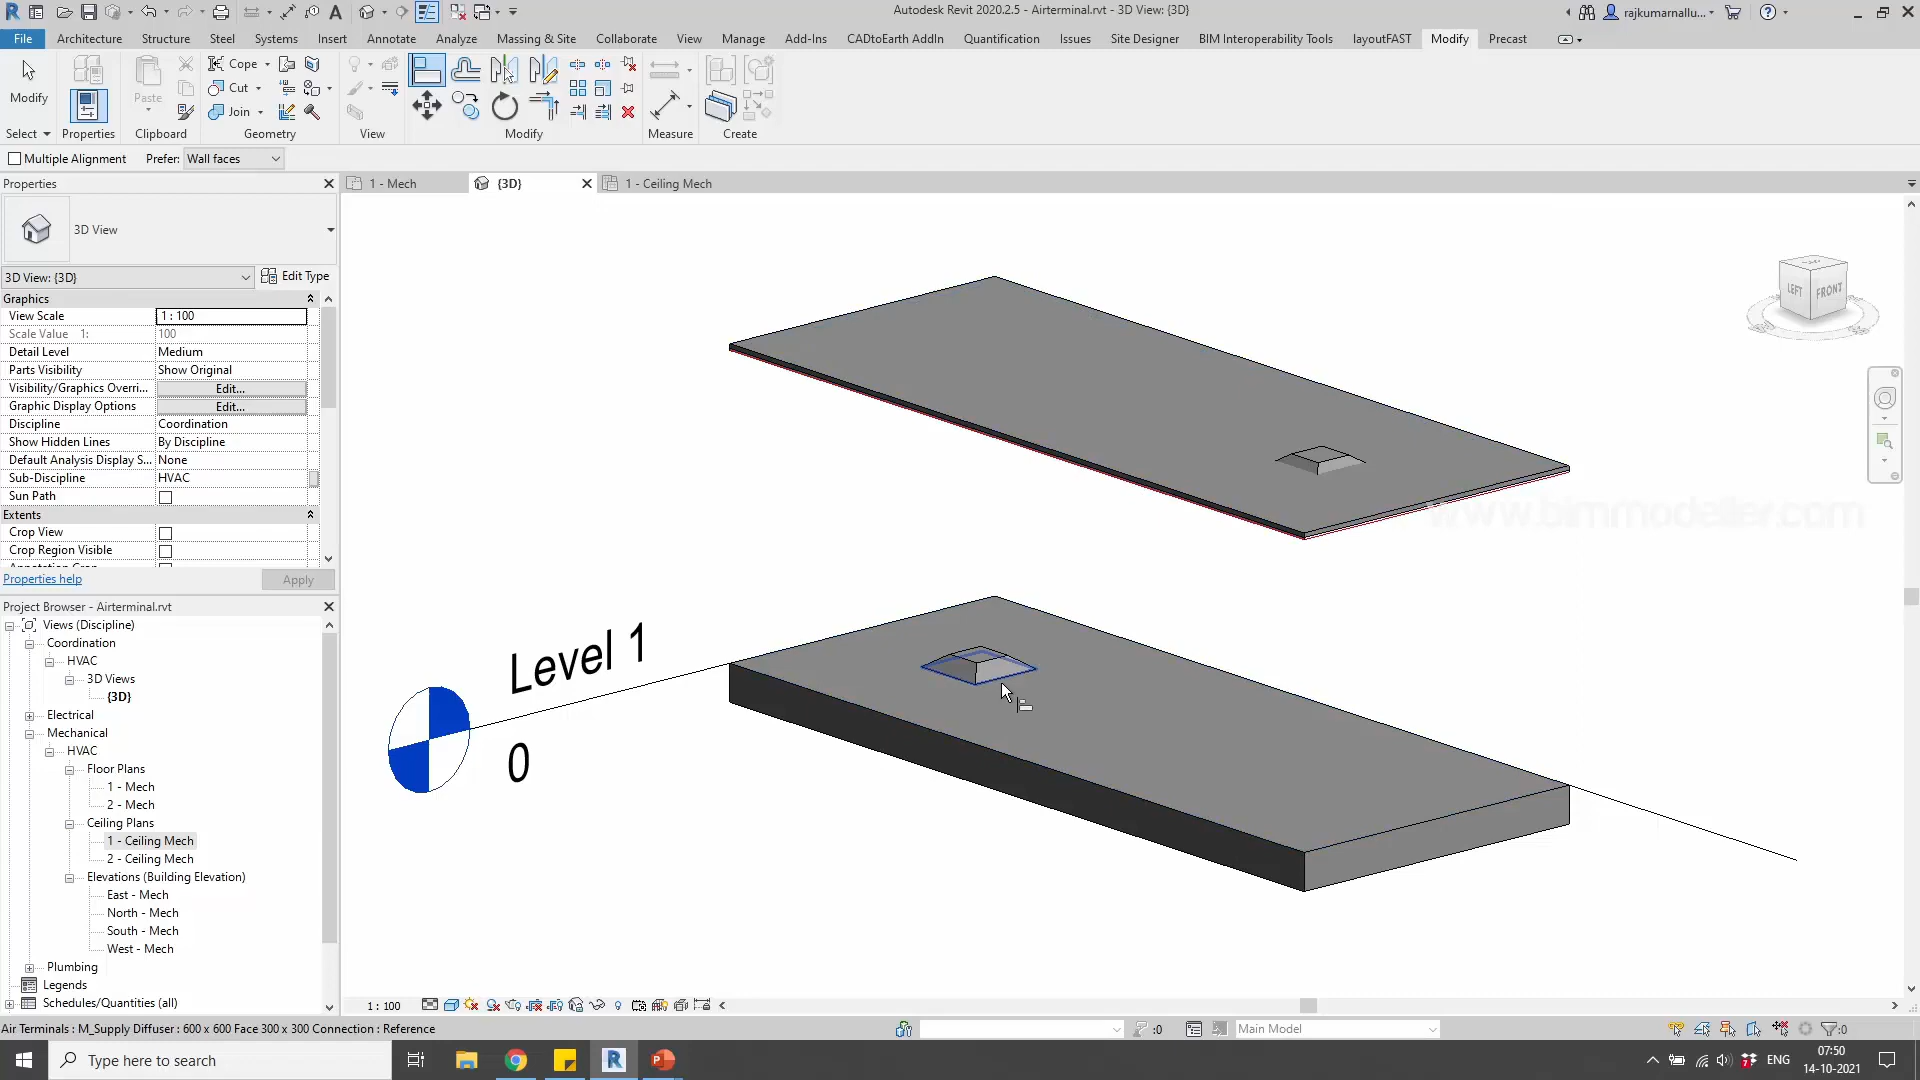 Autodesk Revit 2020.2.5 - Airterminal.rvt - 3D View: {3D}
rajkumarnallu...
File Architecture Structure Steel Systems Insert Annotate Analyze Massing & Site Collaborate View Manage Add-Ins CADtoEarth AddIn Quantification Issues Site Designer BIM Interoperability Tools layoutFAST Modify Precast
Modify
Paste
Cope
Cut
Join
Select Properties Clipboard Geometry View Modify Measure Create
Multiple Alignment Prefer: Wall faces
Properties
1 - Mech {3D} 1 - Ceiling Mech
3D View
3D View: {3D} Edit Type
Graphics
View Scale 1 : 100
Scale Value 1: 100
Detail Level Medium
Parts Visibility Show Original
Visibility/Graphics Overri... Edit...
Graphic Display Options Edit...
Discipline Coordination
Show Hidden Lines By Discipline
Default Analysis Display S... None
Sub-Discipline HVAC
Sun Path
Extents
Crop View
Crop Region Visible
Properties help Apply
LEFT FRONT
www.bimmodeller.com
Level 1
0
Project Browser - Airterminal.rvt
Views (Discipline)
Coordination
HVAC
3D Views
{3D}
Electrical
Mechanical
HVAC
Floor Plans
1 - Mech
2 - Mech
Ceiling Plans
1 - Ceiling Mech
2 - Ceiling Mech
Elevations (Building Elevation)
East - Mech
North - Mech
South - Mech
West - Mech
Plumbing
Legends
Schedules/Quantities (all)
1 : 100
Air Terminals : M_Supply Diffuser : 600 x 600 Face 300 x 300 Connection : Reference
:0
Main Model
:0
Type here to search
ENG
07:50
14-10-2021